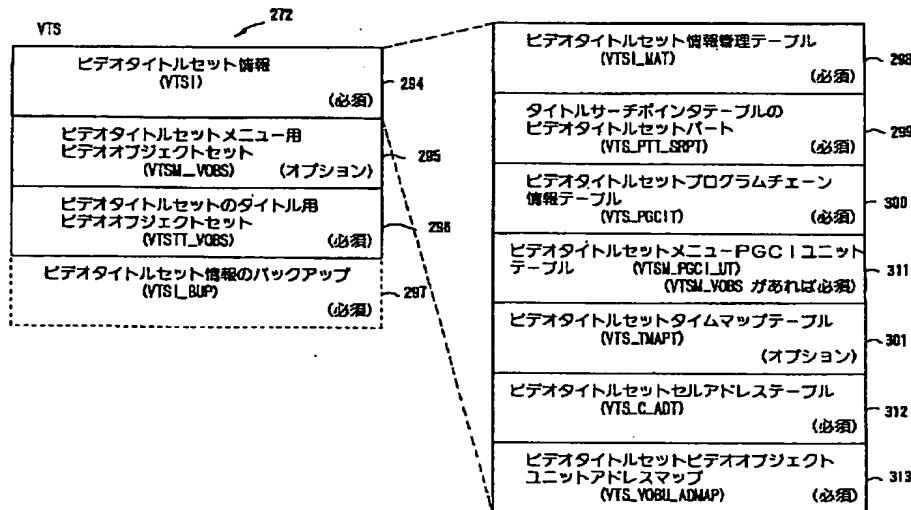 VTS
272
ビデオタイトルセット情報
(VTSI)
(必須)
294
ビデオタイトルセットメニュー用
ビデオオブジェクトセット
(VTSM_VOBS) (オプション)
295
ビデオタイトルセットのタイトル用
ビデオオブジェクトセット
(VTSTT_VOBS) (必須)
296
ビデオタイトルセット情報のバックアップ
(VTSI_BUP)
(必須)
297
ビデオタイトルセット情報管理テーブル
(VTSI_MAT)
(必須)
298
タイトルサーチポインタテーブルの
ビデオタイトルセットパート
(VTS_PTT_SRPT) (必須)
299
ビデオタイトルセットプログラムチェーン
情報テーブル
(VTS_PGCIT) (必須)
300
ビデオタイトルセットメニューPGCIユニット
テーブル (VTSM_PGCI_UT)
(VTSM_VOBS があれば必須)
311
ビデオタイトルセットタイムマップテーブル
(VTS_TMAPT)
(オプション)
301
ビデオタイトルセットセルアドレステーブル
(VTS_C_ADT)
(必須)
312
ビデオタイトルセットビデオオブジェクト
ユニットアドレスマップ
(VTS_VOBU_ADMAP) (必須)
313